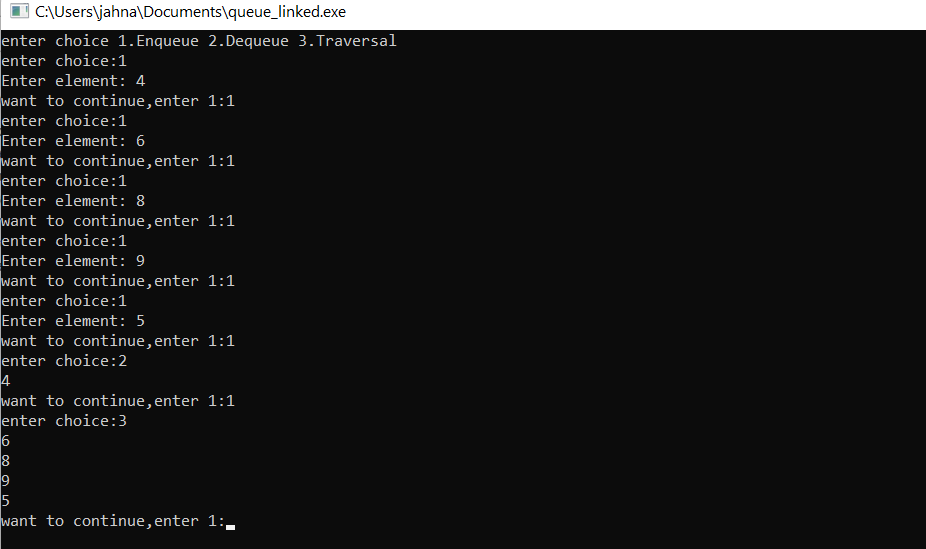 C:\Users\jahna\Documents\queue_linked.exe
enter choice 1.Enqueue 2.Dequeue 3.Traversal
enter choice:1
Enter element: 4
want to continue,enter 1:1
enter choice:1
Enter element: 6
want to continue,enter 1:1
enter choice:1
Enter element: 8
want to continue,enter 1:1
enter choice:1
Enter element: 9
want to continue,enter 1:1
enter choice:1
Enter element: 5
want to continue,enter 1:1
enter choice:2
4
want to continue,enter 1:1
enter choice:3
6
8
9
5
want to continue,enter 1: